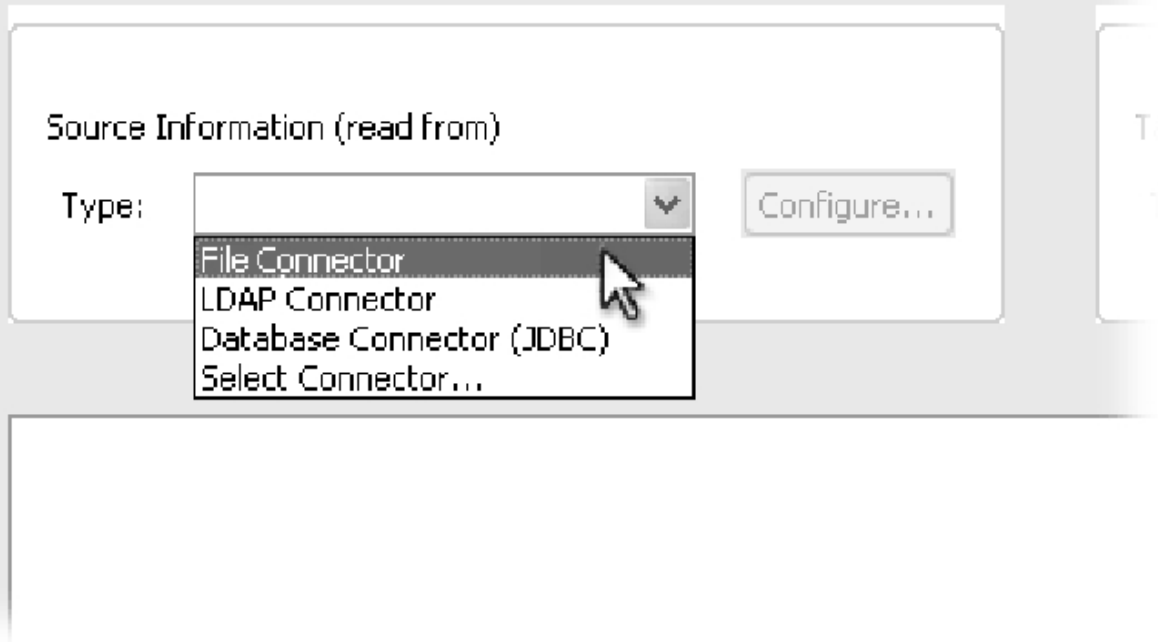 Source Information (read from)
Type:
Configure...
File Connector
LDAP Connector
Database Connector (JDBC)
Select Connector...